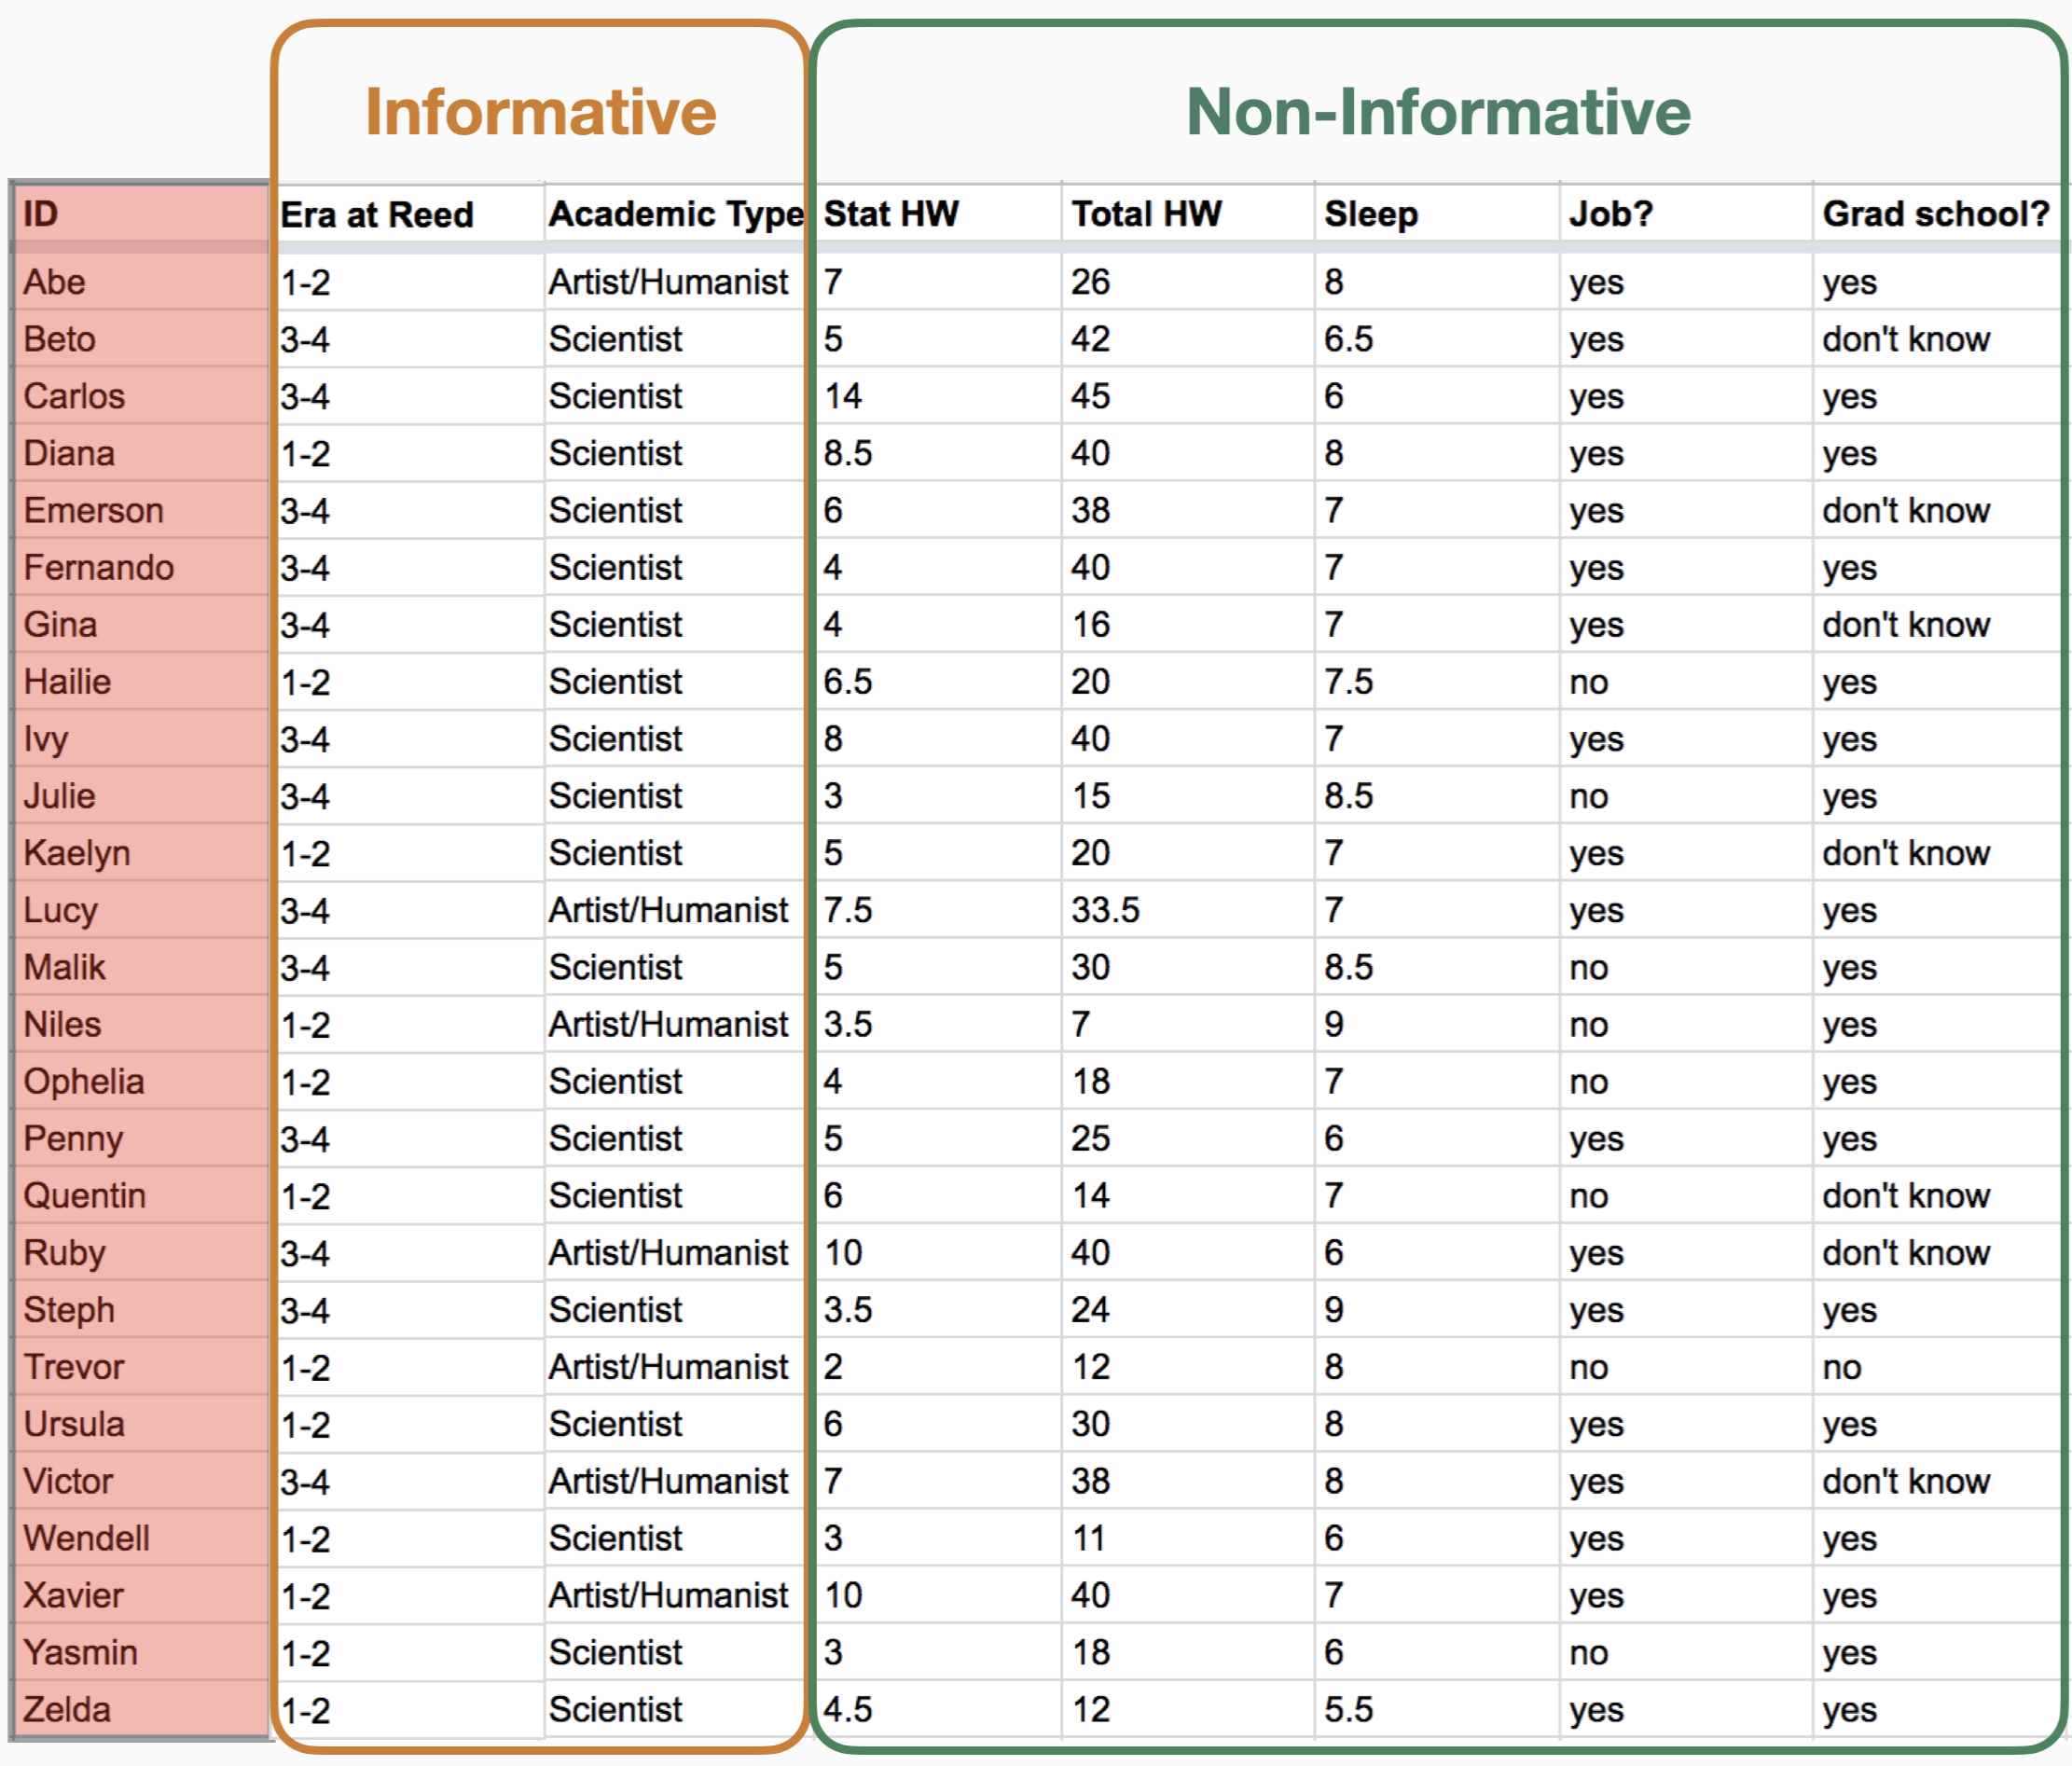 Informative Non-Informative
ID Era at Reed Academic Type Stat HW Total HW Sleep Job? Grad school?
Abe 1-2 Artist/Humanist 7 26 8 yes yes
Beto 3-4 Scientist 5 42 6.5 yes don't know
Carlos 3-4 Scientist 14 45 6 yes yes
Diana 1-2 Scientist 8.5 40 8 yes yes
Emerson 3-4 Scientist 6 38 7 yes don't know
Fernando 3-4 Scientist 4 40 7 yes yes
Gina 3-4 Scientist 4 16 7 yes don't know
Hailie 1-2 Scientist 6.5 20 7.5 no yes
Ivy 3-4 Scientist 8 40 7 yes yes
Julie 3-4 Scientist 3 15 8.5 no yes
Kaelyn 1-2 Scientist 5 20 7 yes don't know
Lucy 3-4 Artist/Humanist 7.5 33.5 7 yes yes
Malik 3-4 Scientist 5 30 8.5 no yes
Niles 1-2 Artist/Humanist 3.5 7 9 no yes
Ophelia 1-2 Scientist 4 18 7 no yes
Penny 3-4 Scientist 5 25 6 yes yes
Quentin 1-2 Scientist 6 14 7 no don't know
Ruby 3-4 Artist/Humanist 10 40 6 yes don't know
Steph 3-4 Scientist 3.5 24 9 yes yes
Trevor 1-2 Artist/Humanist 2 12 8 no no
Ursula 1-2 Scientist 6 30 8 yes yes
Victor 3-4 Artist/Humanist 7 38 8 yes don't know
Wendell 1-2 Scientist 3 11 6 yes yes
Xavier 1-2 Artist/Humanist 10 40 7 yes yes
Yasmin 1-2 Scientist 3 18 6 no yes
Zelda 1-2 Scientist 4.5 12 5.5 yes yes